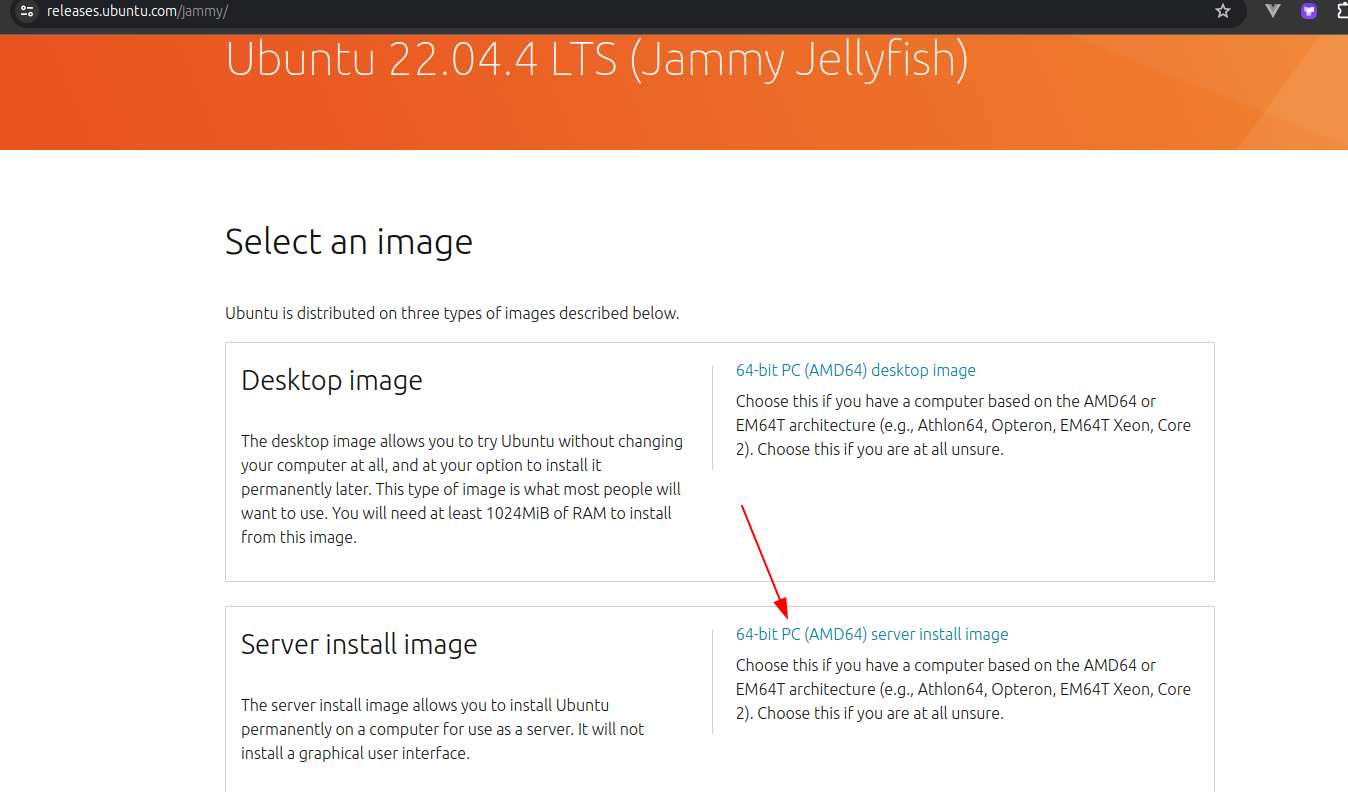 releases.ubuntu.com/jammy/
Ubuntu 22.04.4 LTS (Jammy Jellyfish)
Select an image
Ubuntu is distributed on three types of images described below.
Desktop image
The desktop image allows you to try Ubuntu without changing
your computer at all, and at your option to install it
permanently later. This type of image is what most people will
want to use. You will need at least 1024MiB of RAM to install
from this image.
64-bit PC (AMD64) desktop image
Choose this if you have a computer based on the AMD64 or
EM64T architecture (e.g., Athlon64, Opteron, EM64T Xeon, Core
2). Choose this if you are at all unsure.
Server install image
The server install image allows you to install Ubuntu
permanently on a computer for use as a server. It will not
install a graphical user interface.
64-bit PC (AMD64) server install image
Choose this if you have a computer based on the AMD64 or
EM64T architecture (e.g., Athlon64, Opteron, EM64T Xeon, Core
2). Choose this if you are at all unsure.